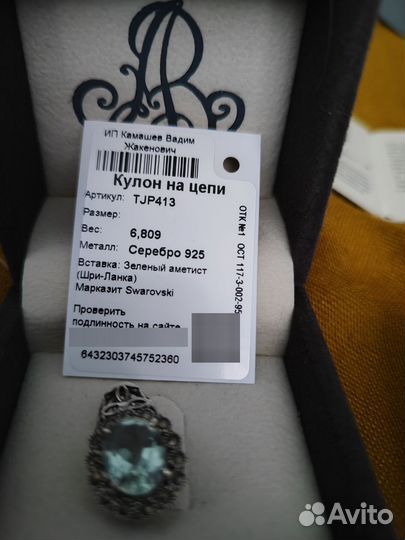 ИП Камашев Вадим
Жакенович
Кулон на цепи
Артикул: TJP413
Размер:
Вес: 6,809
Металл: Серебро 925
Вставка: Зеленый аметист
(Шри-Ланка)
Марказит Swarovski
Проверить
подлинность на сайте
6432303745752360
ОТК №1 ОСТ 117-3-002-95
Avito